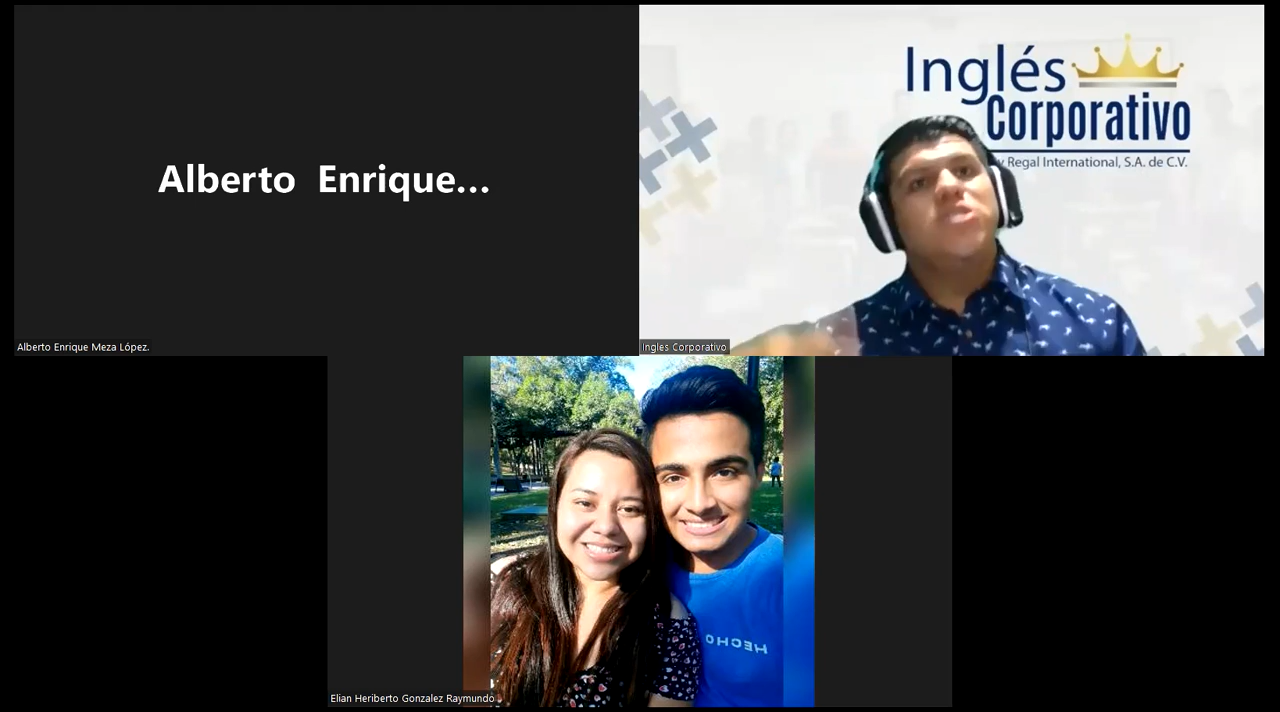 Alberto Enrique...
Alberto Enrique Meza López.
Inglés
Corporativo
y Regal International, S.A. de C.V.
Ingles Corporativo
HECHO
Elian Heriberto Gonzalez Raymundo